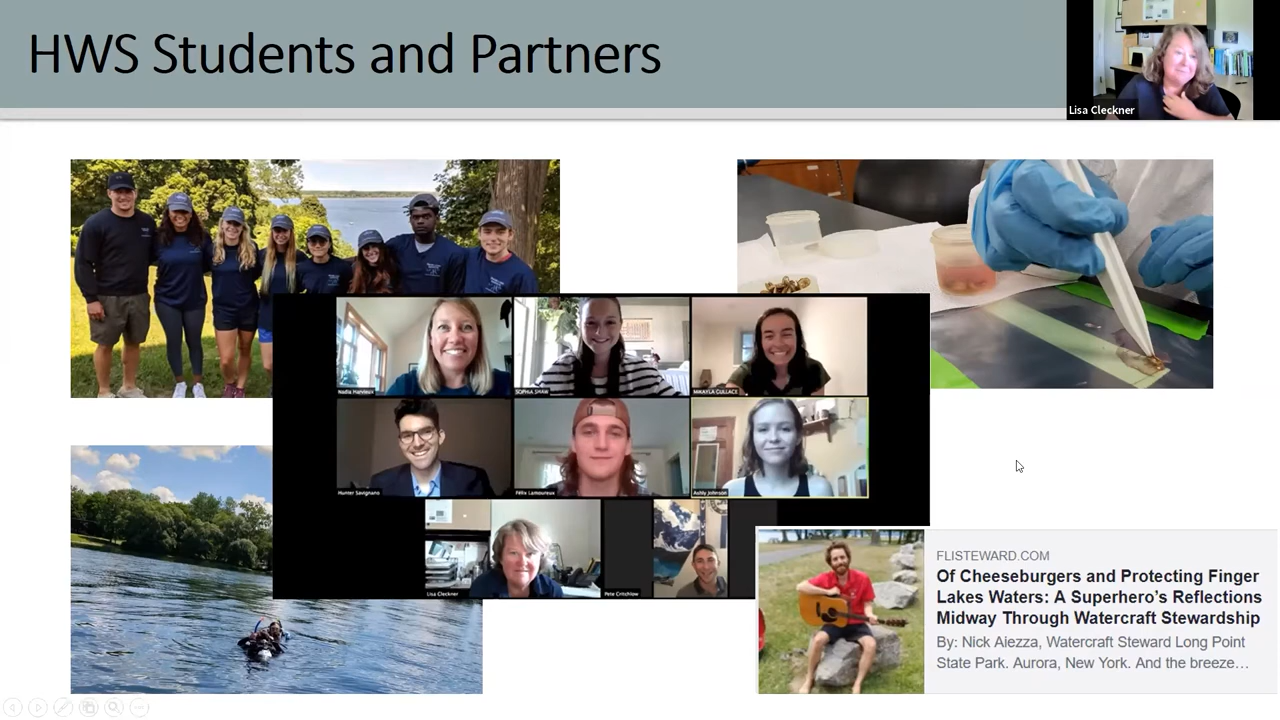 HWS Students and Partners
Lisa Cleckner
Nadia Harvieux
SOPHIA SHAW
MIKAYLA CULLACE
Hunter Savignano
Félix Lamoureux
Ashly Johnson
Lisa Cleckner
Pete Critchlow
FLISTEWARD.COM
Of Cheeseburgers and Protecting Finger
Lakes Waters: A Superhero's Reflections
Midway Through Watercraft Stewardship
By: Nick Aiezza, Watercraft Steward Long Point
State Park. Aurora, New York. And the breeze…